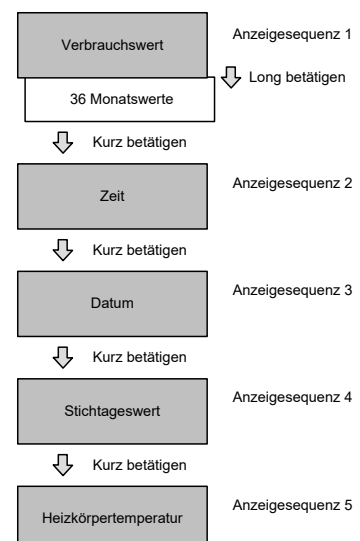 Verbrauchswert
Anzeigesequenz 1
Long betätigen
36 Monatswerte
Kurz betätigen
Zeit
Anzeigesequenz 2
Kurz betätigen
Datum
Anzeigesequenz 3
Kurz betätigen
Stichtageswert
Anzeigesequenz 4
Kurz betätigen
Heizkörpertemperatur
Anzeigesequenz 5